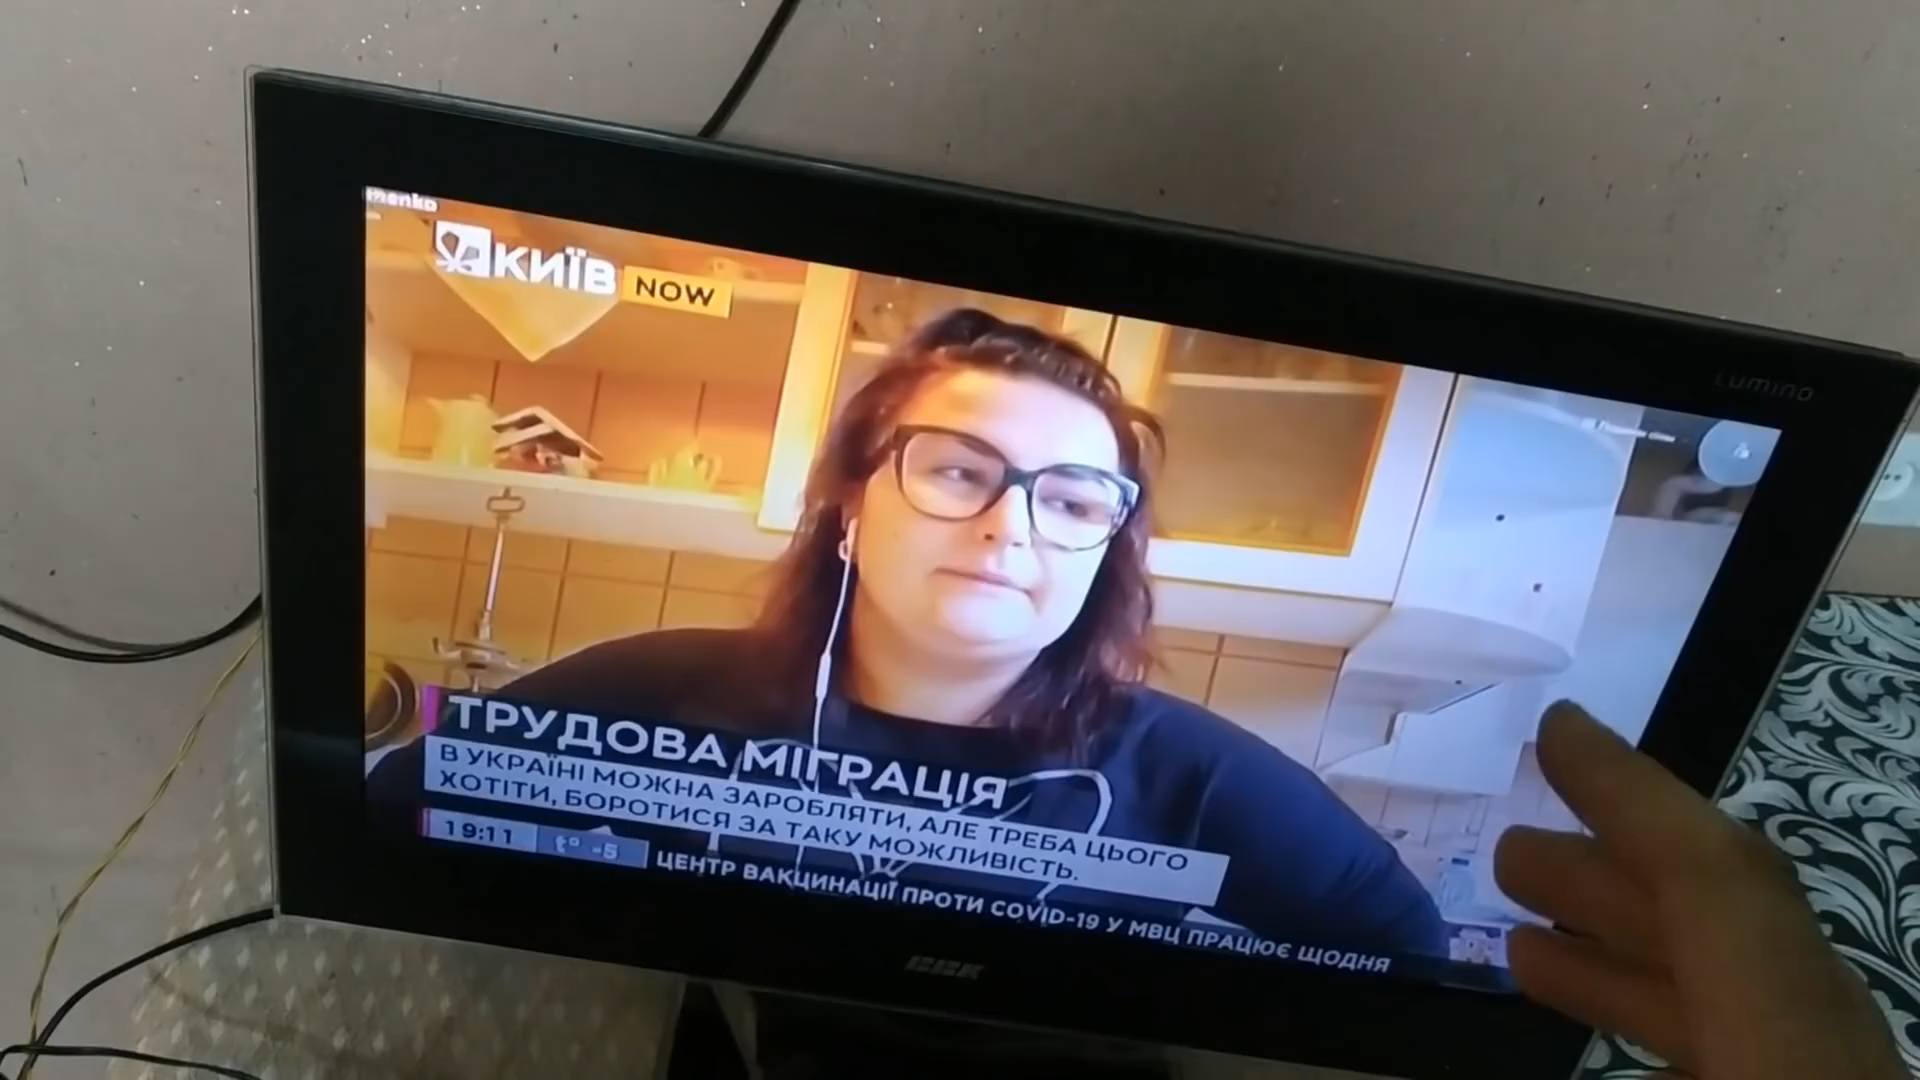 КИЇВ NOW
LUMINO
ТРУДОВА МІГРАЦІЯ
В УКРАЇНІ МОЖНА ЗАРОБЛЯТИ, АЛЕ ТРЕБА ЦЬОГО
ХОТІТИ, БОРОТИСЯ ЗА ТАКУ МОЖЛИВІСТЬ.
19:11 t° -5 ЦЕНТР ВАКЦИНАЦІЇ ПРОТИ COVID-19 У МВЦ ПРАЦЮЄ ЩОДНЯ
BBK